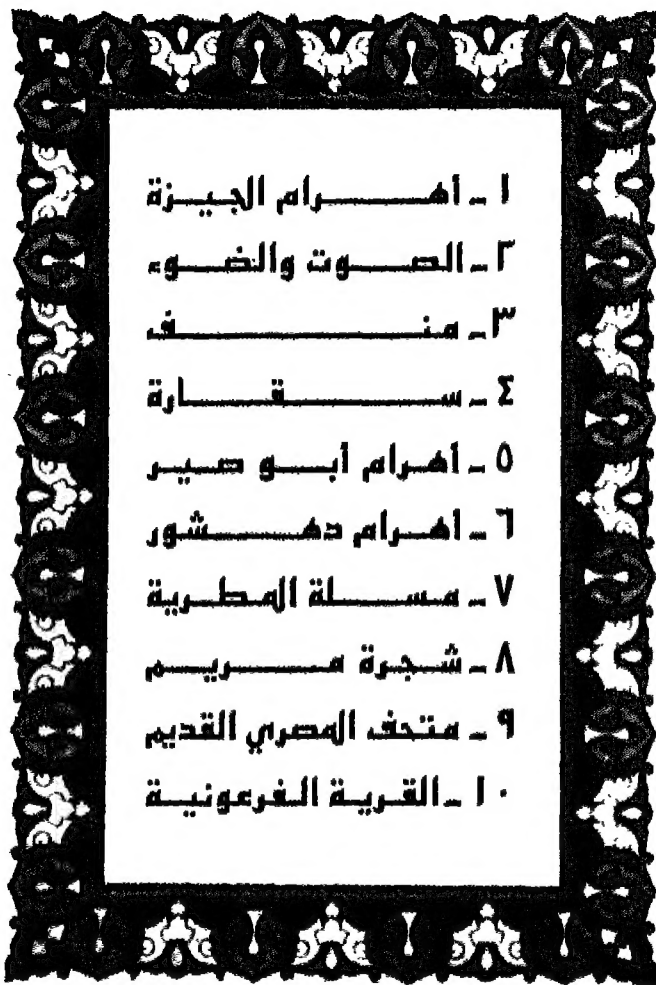 ١ - أهرام الجيزة
٢ - الصوت والضوء
٣ - منف
٤ - سقارة
٥ - أهرام أبو صير
٦ - أهرام دهشور
٧ - مسلة المطرية
٨ - شجرة مريم
٩ - متحف المصري القديم
١٠ - القرية الفرعونية